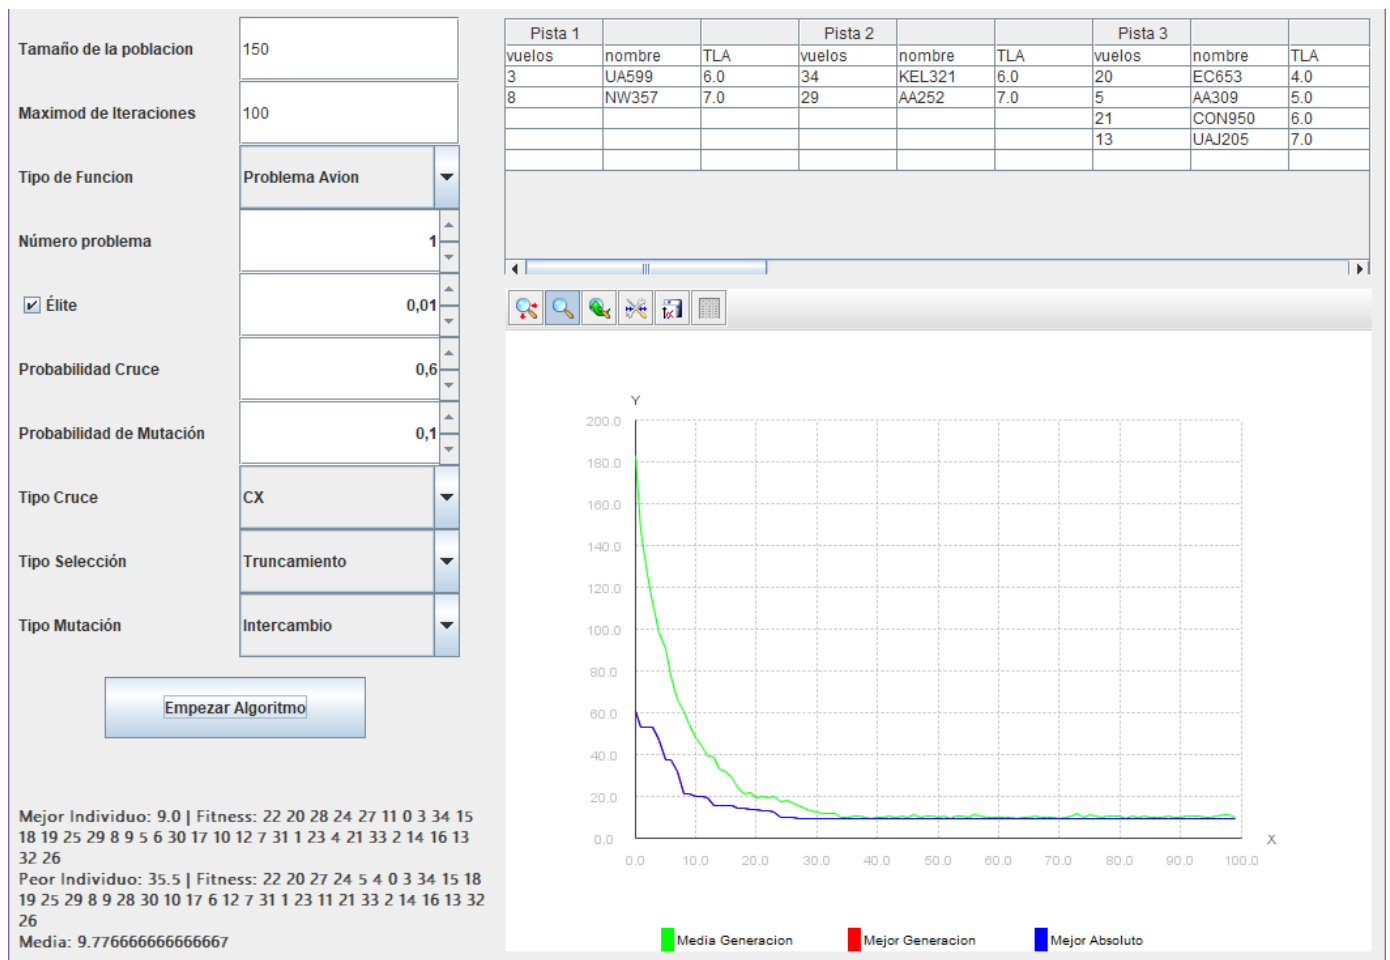 Tamaño de la poblacion
150
Maximod de Iteraciones
100
Tipo de Funcion
Problema Avion
Número problema
1
Élite
0,01
Probabilidad Cruce
0,6
Probabilidad de Mutación
0,1
Tipo Cruce
CX
Tipo Selección
Truncamiento
Tipo Mutación
Intercambio
Empezar Algoritmo
Mejor Individuo: 9.0 | Fitness: 22 20 28 24 27 11 0 3 34 15
18 19 25 29 8 9 5 6 30 17 10 12 7 31 1 23 4 21 33 2 14 16 13
32 26
Peor Individuo: 35.5 | Fitness: 22 20 27 24 5 4 0 3 34 15 18
19 25 29 8 9 28 30 10 17 6 12 7 31 1 23 11 21 33 2 14 16 13 32
26
Media: 9.776666666666667
Pista 1 Pista 2 Pista 3
vuelos nombre TLA vuelos nombre TLA vuelos nombre TLA
3 UA599 6.0 34 KEL321 6.0 20 EC653 4.0
8 NW357 7.0 29 AA252 7.0 5 AA309 5.0
21 CON950 6.0
13 UAJ205 7.0
Y
200.0
180.0
160.0
140.0
120.0
100.0
80.0
60.0
40.0
20.0
0.0
X
0.0 10.0 20.0 30.0 40.0 50.0 60.0 70.0 80.0 90.0 100.0
Media Generacion Mejor Generacion Mejor Absoluto